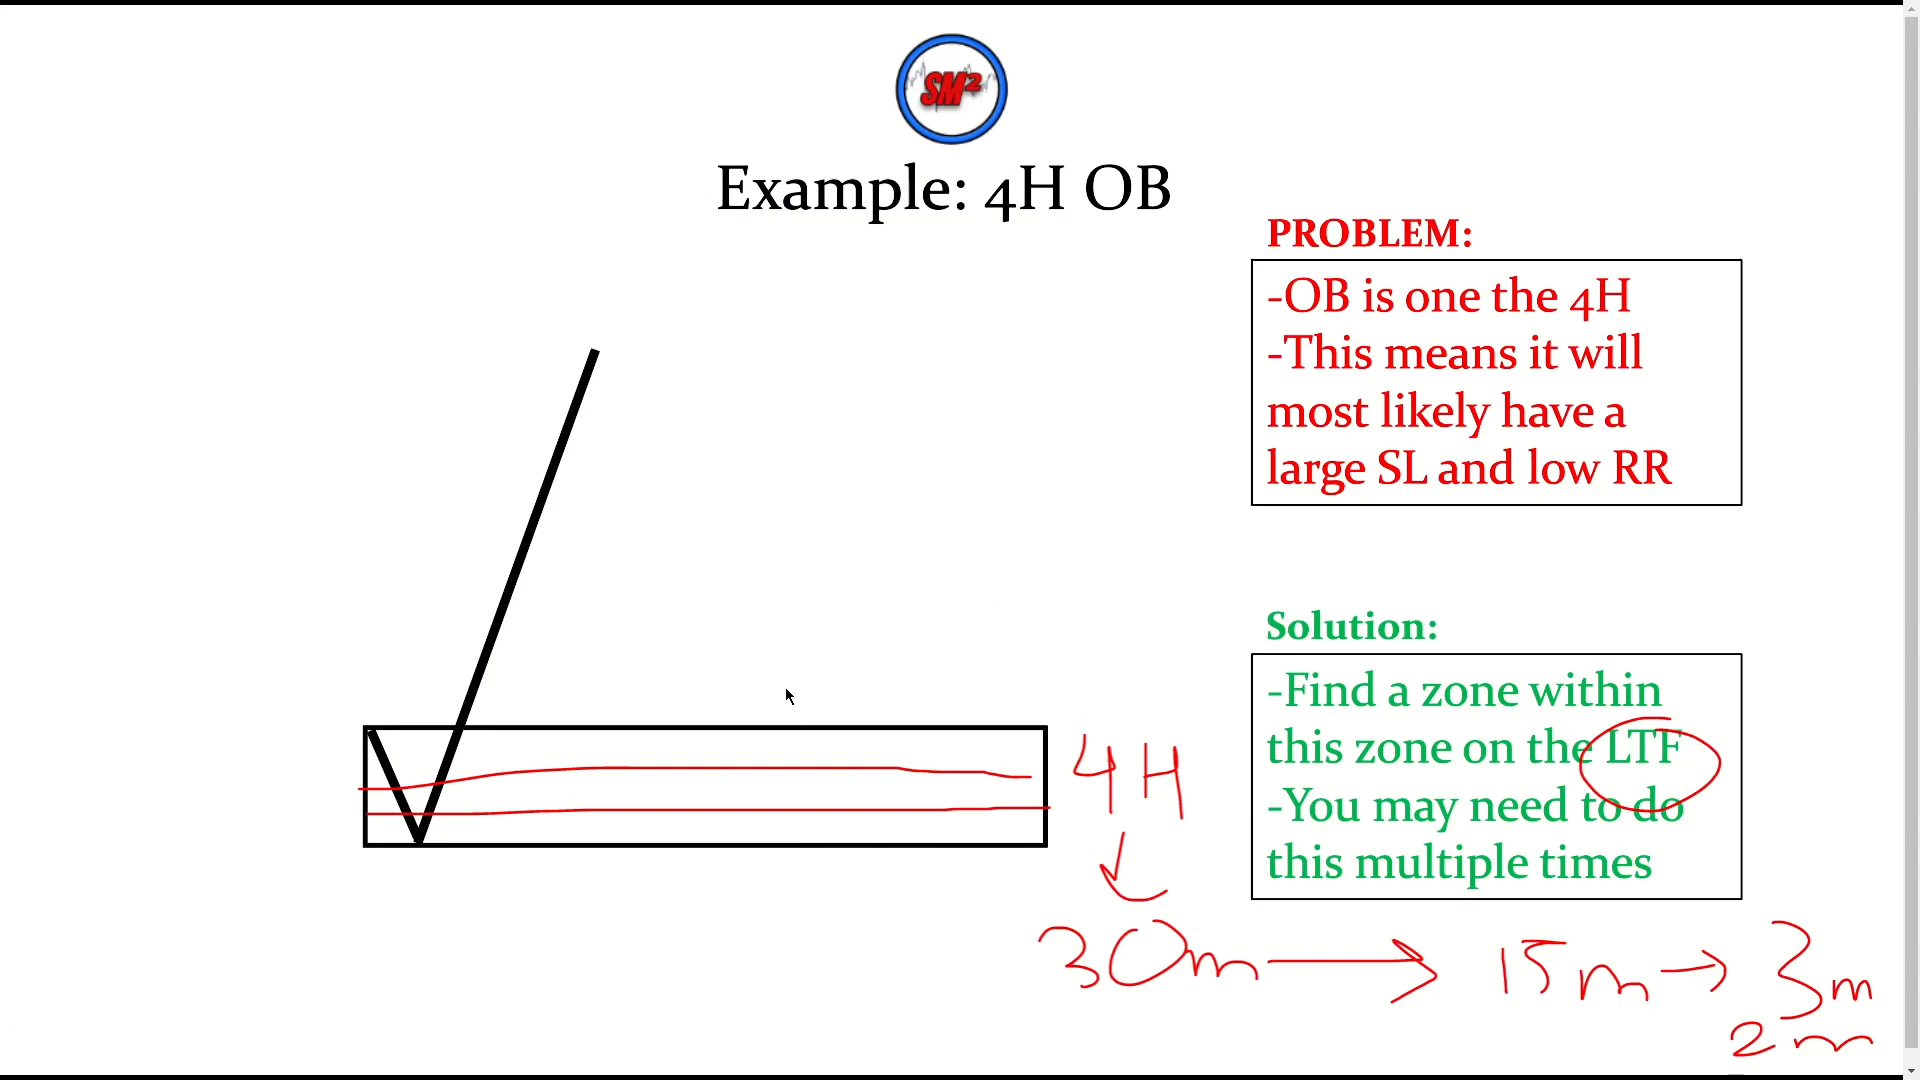 SM²
Example: 4H OB
PROBLEM:
-OB is one the 4H
-This means it will
most likely have a
large SL and low RR
Solution:
-Find a zone within
this zone on the LTF
-You may need to do
this multiple times
4H
30m → 15m → 3m
2m